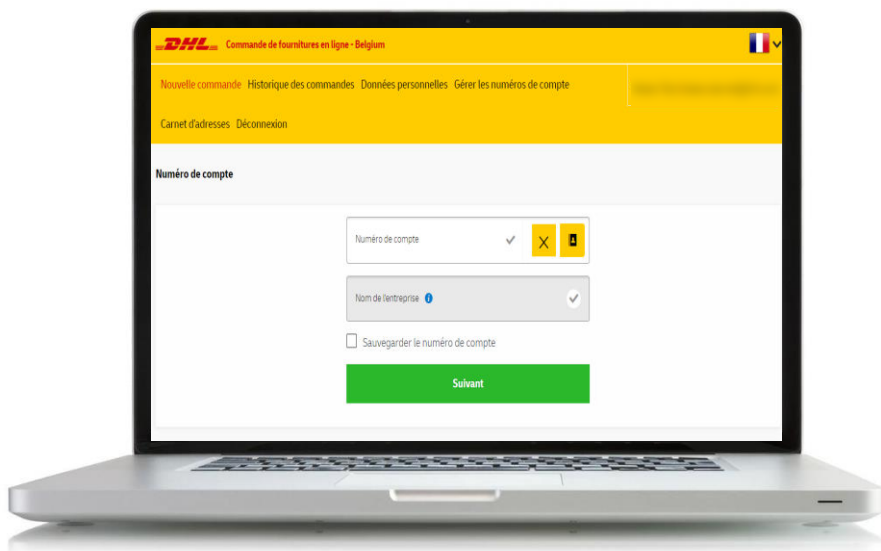 DHL Commande de fournitures en ligne - Belgium
Nouvelle commande Historique des commandes Données personnelles Gérer les numéros de compte
Carnet d'adresses Déconnexion
Numéro de compte
Numéro de compte
Nom de l'entreprise
Sauvegarder le numéro de compte
Suivant